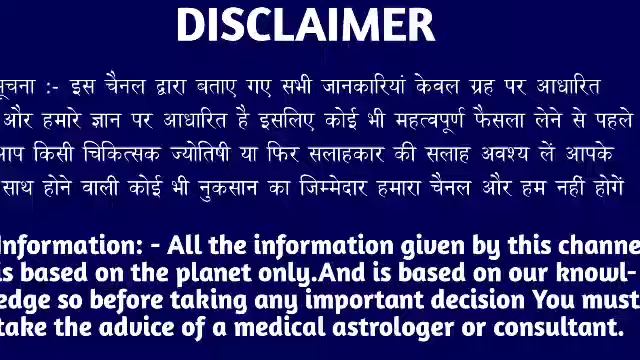 DISCLAIMER
सूचना :- इस चैनल द्वारा बताए गए सभी जानकारियां केवल ग्रह पर आधारित
और हमारे ज्ञान पर आधारित है इसलिए कोई भी महत्वपूर्ण फैसला लेने से पहले
आप किसी चिकित्सक ज्योतिषी या फिर सलाहकार की सलाह अवश्य लें आपके
साथ होने वाली कोई भी नुकसान का जिम्मेदार हमारा चैनल और हम नहीं होगें
Information: - All the information given by this channe
is based on the planet only.And is based on our knowl-
edge so before taking any important decision You must
take the advice of a medical astrologer or consultant.